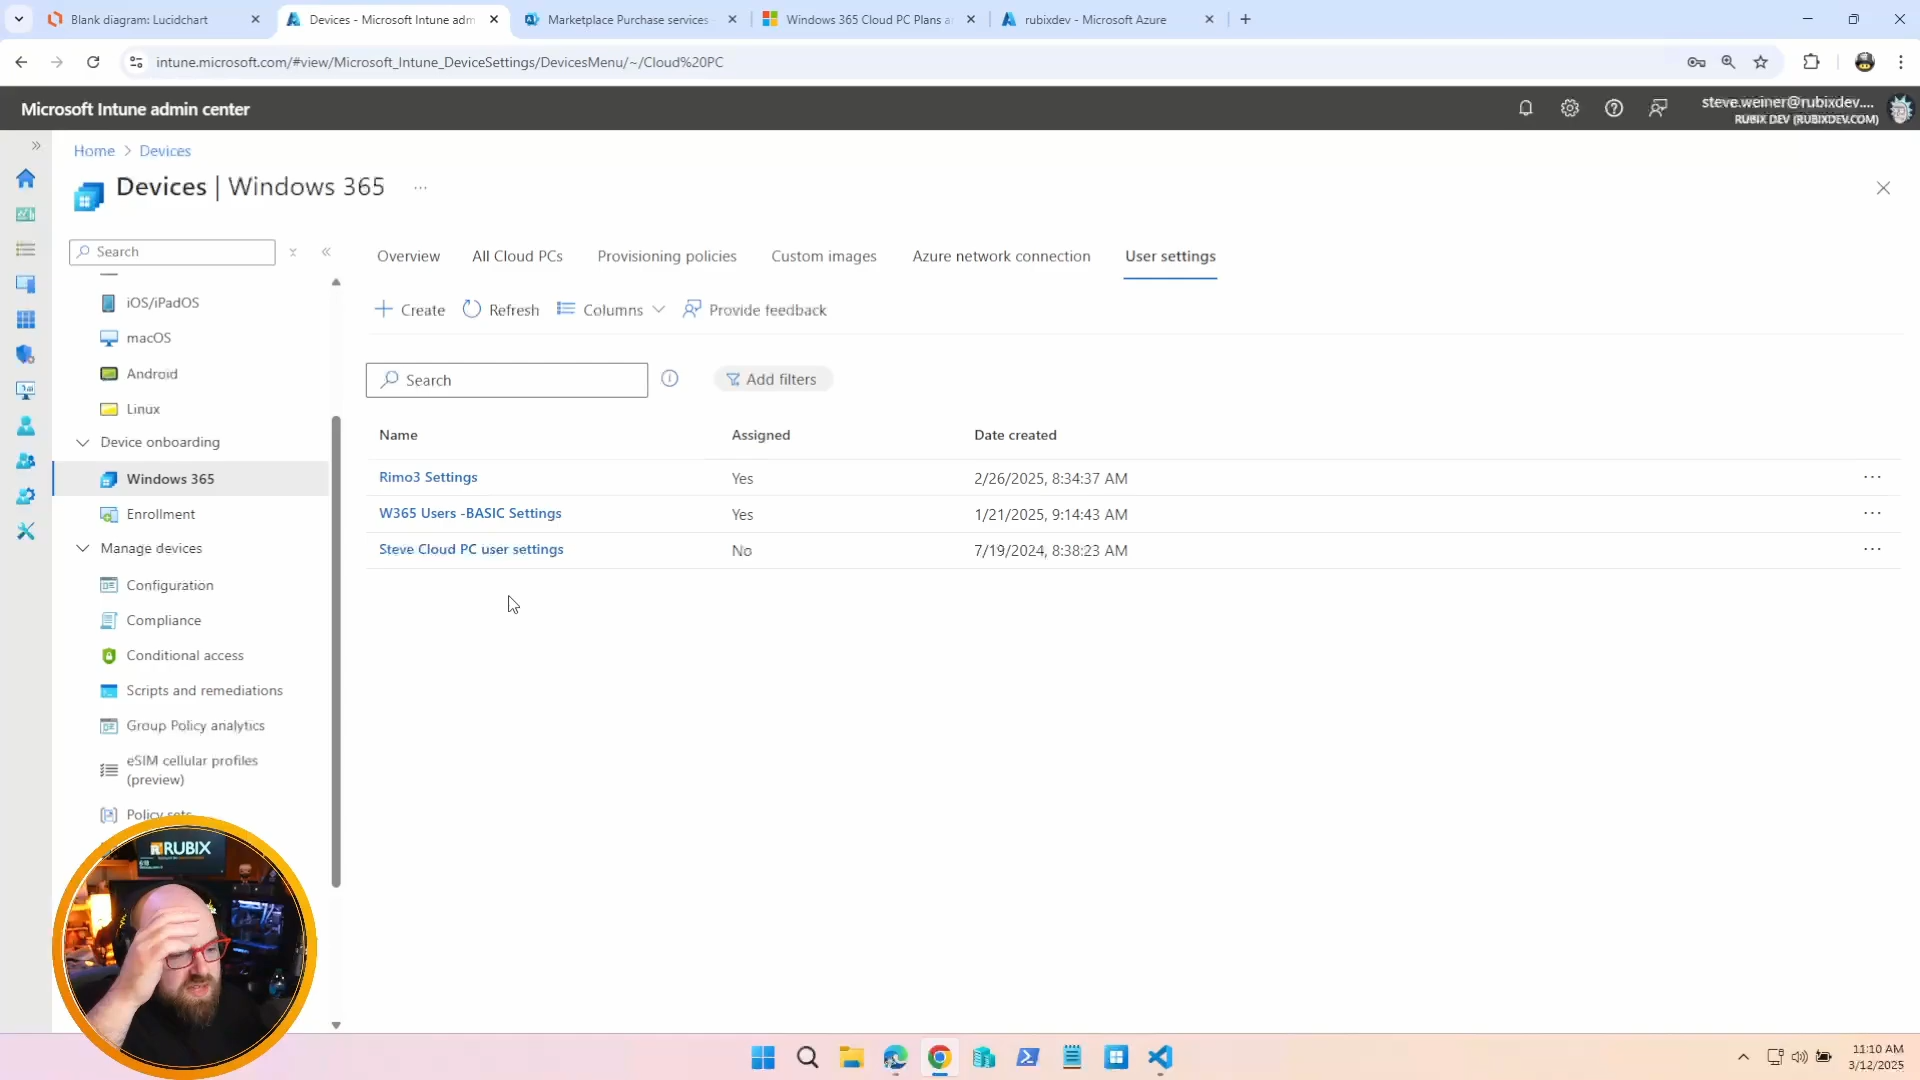 Blank diagram: Lucidchart
Devices - Microsoft Intune adm
Marketplace Purchase services
Windows 365 Cloud PC Plans a
rubixdev - Microsoft Azure
intune.microsoft.com/#view/Microsoft_Intune_DeviceSettings/DevicesMenu/~/Cloud%20PC
Microsoft Intune admin center
steve.weiner@rubixdev....
RUBIX DEV (RUBIXDEV.COM)
Home > Devices
Devices | Windows 365 ...
Search
Overview
All Cloud PCs
Provisioning policies
Custom images
Azure network connection
User settings
Create
Refresh
Columns
Provide feedback
Search
Add filters
iOS/iPadOS
macOS
Android
Linux
Device onboarding
Windows 365
Enrollment
Manage devices
Configuration
Compliance
Conditional access
Scripts and remediations
Group Policy analytics
eSIM cellular profiles
(preview)
Policy sets
Name Assigned Date created
Rimo3 Settings Yes 2/26/2025, 8:34:37 AM
W365 Users -BASIC Settings Yes 1/21/2025, 9:14:43 AM
Steve Cloud PC user settings No 7/19/2024, 8:38:23 AM
RUBIX
11:10 AM
3/12/2025